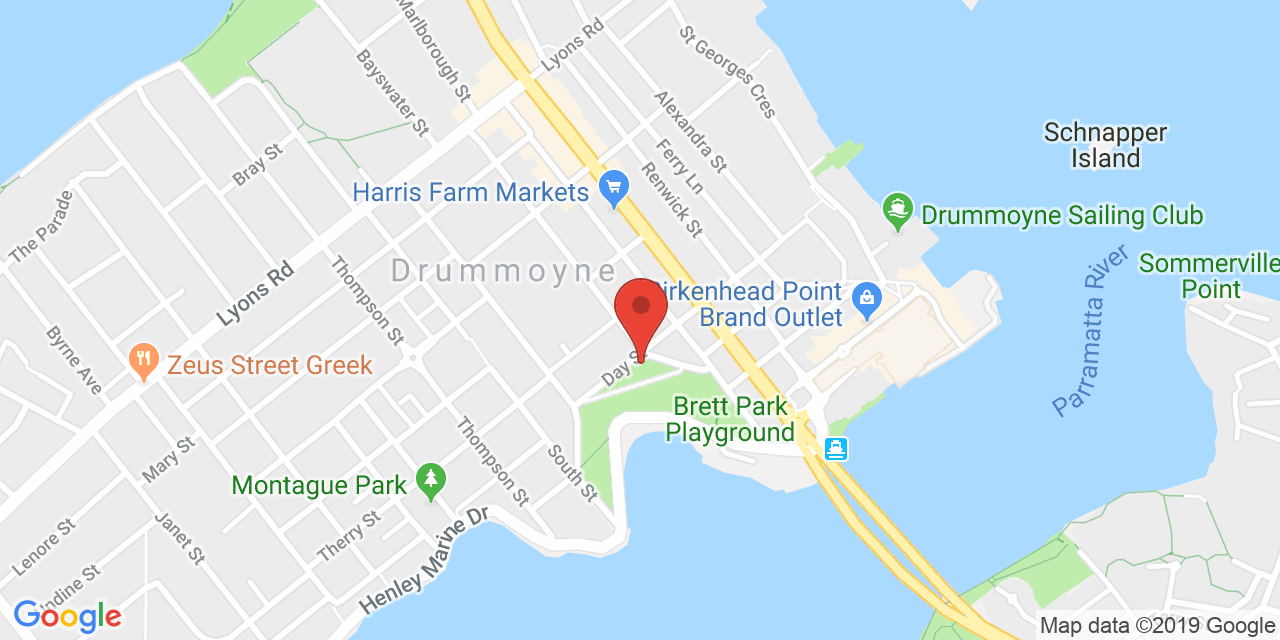 Marlborough St
Lyons Rd
St Georges Cres
Bayswater St
Alexandra St
Schnapper
Island
Bray St
Ferry Ln
Renwick St
Harris Farm Markets
The Parade
Drummoyne Sailing Club
Drummoyne
Parramatta River
Sommerville
Point
Lyons Rd
Thompson St
Birkenhead Point
Brand Outlet
Byrne Ave
Zeus Street Greek
Day St
Brett Park
Playground
Mary St
Thompson St
South St
Montague Park
Lenore St
Janet St
Therry St
Henley Marine Dr
Indine St
Google
Map data ©2019 Google